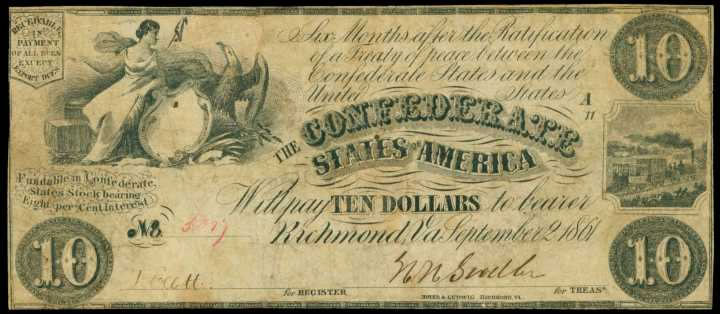 RECEIVABLE
IN
PAYMENT
OF ALL DUES
EXCEPT
EXPORT DUES
Six Months after the Ratification
of a Treaty of peace between the
Confederate States and the
United States
10
A
11
THE CONFEDERATE
STATES OF AMERICA
Fundable in Confederate
States Stock bearing
Eight per Cent interest
Will pay TEN DOLLARS to bearer
No
Richmond, Va September 2 1861
10
10
for REGISTER
for TREASR
HOYER & LUDWIG, RICHMOND, VA.